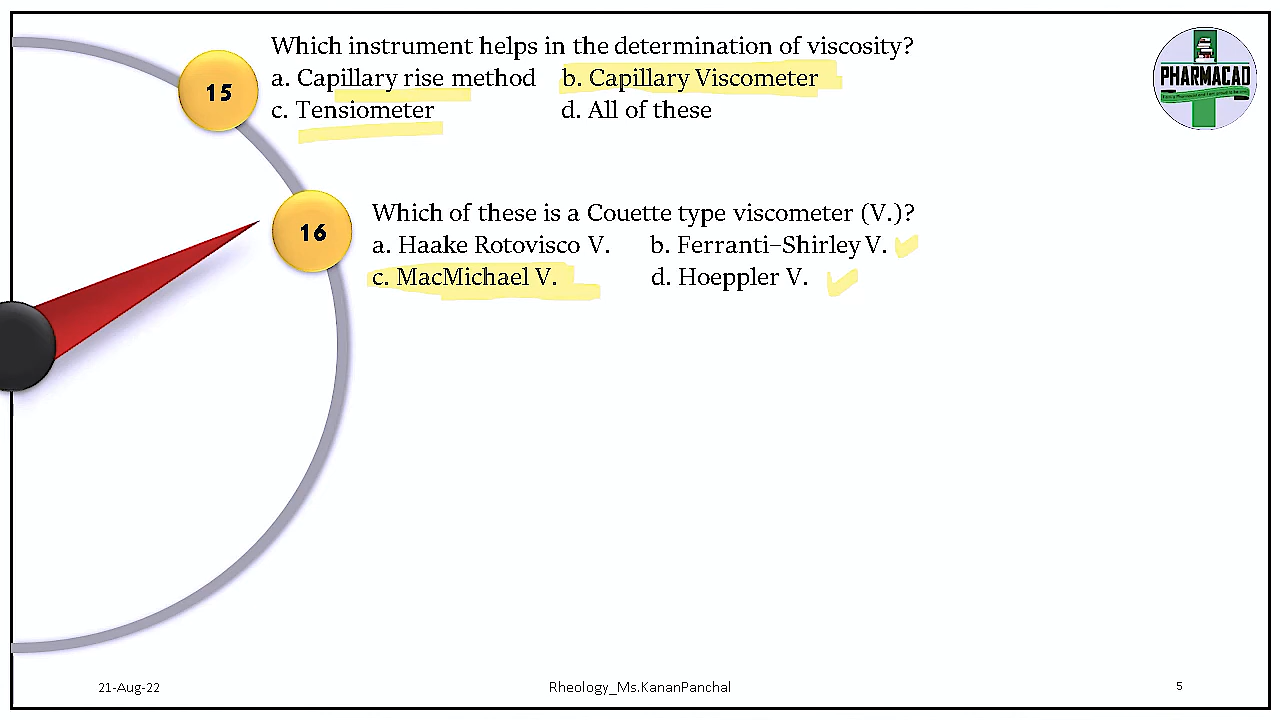 Which instrument helps in the determination of viscosity?
15
a. Capillary rise method b. Capillary Viscometer
c. Tensiometer d. All of these
PHARMACAD
Which of these is a Couette type viscometer (V.)?
16
a. Haake Rotovisco V. b. Ferranti–Shirley V.
c. MacMichael V. d. Hoeppler V.
21-Aug-22 Rheology_Ms.KananPanchal 5